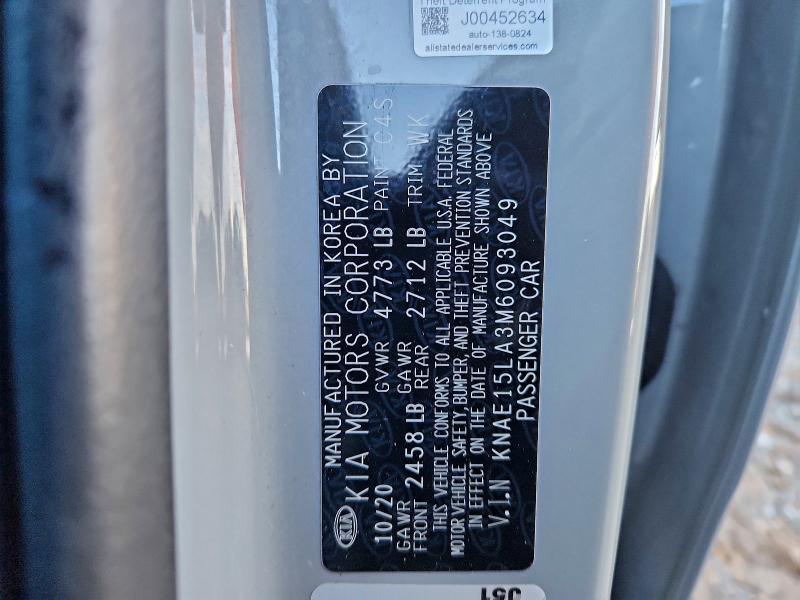 Theft Deterrent Program
J00452634
auto-138-0824
allstatedealerservices.com
KIA
MANUFACTURED IN KOREA BY
KIA MOTORS CORPORATION
10/20 GVWR 4773 LB PAINT C4S
GAWR FRONT 2458 LB GAWR REAR 2712 LB TRIM WK
THIS VEHICLE CONFORMS TO ALL APPLICABLE U.S.A. FEDERAL
MOTOR VEHICLE SAFETY, BUMPER, AND THEFT PREVENTION STANDARDS
IN EFFECT ON THE DATE OF MANUFACTURE SHOWN ABOVE
V.I.N KNAE15LA3M6093049
PASSENGER CAR
J51